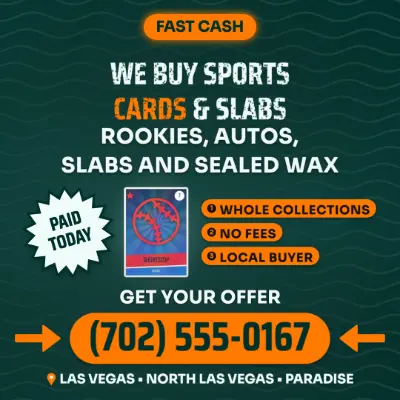 FAST CASH
WE BUY SPORTS
CARDS & SLABS
ROOKIES, AUTOS,
SLABS AND SEALED WAX
PAID
TODAY
1 WHOLE COLLECTIONS
2 NO FEES
3 LOCAL BUYER
GET YOUR OFFER
(702) 555-0167
LAS VEGAS • NORTH LAS VEGAS • PARADISE